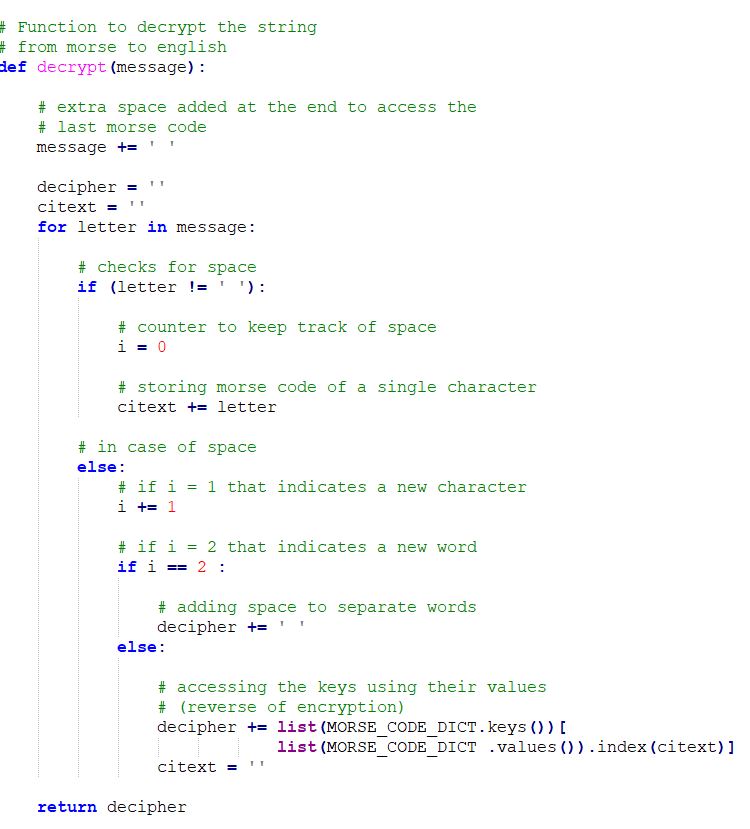 # Function to decrypt the string
# from morse to english
def decrypt(message):
# extra space added at the end to access the
# last morse code
message += ' '
decipher = ''
citext = ''
for letter in message:
# checks for space
if (letter != ' '):
# counter to keep track of space
i = 0
# storing morse code of a single character
citext += letter
# in case of space
else:
# if i = 1 that indicates a new character
i += 1
# if i = 2 that indicates a new word
if i == 2 :
# adding space to separate words
decipher += ' '
else:
# accessing the keys using their values
# (reverse of encryption)
decipher += list(MORSE_CODE_DICT.keys())[
list(MORSE_CODE_DICT .values()).index(citext)]
citext = ''
return decipher